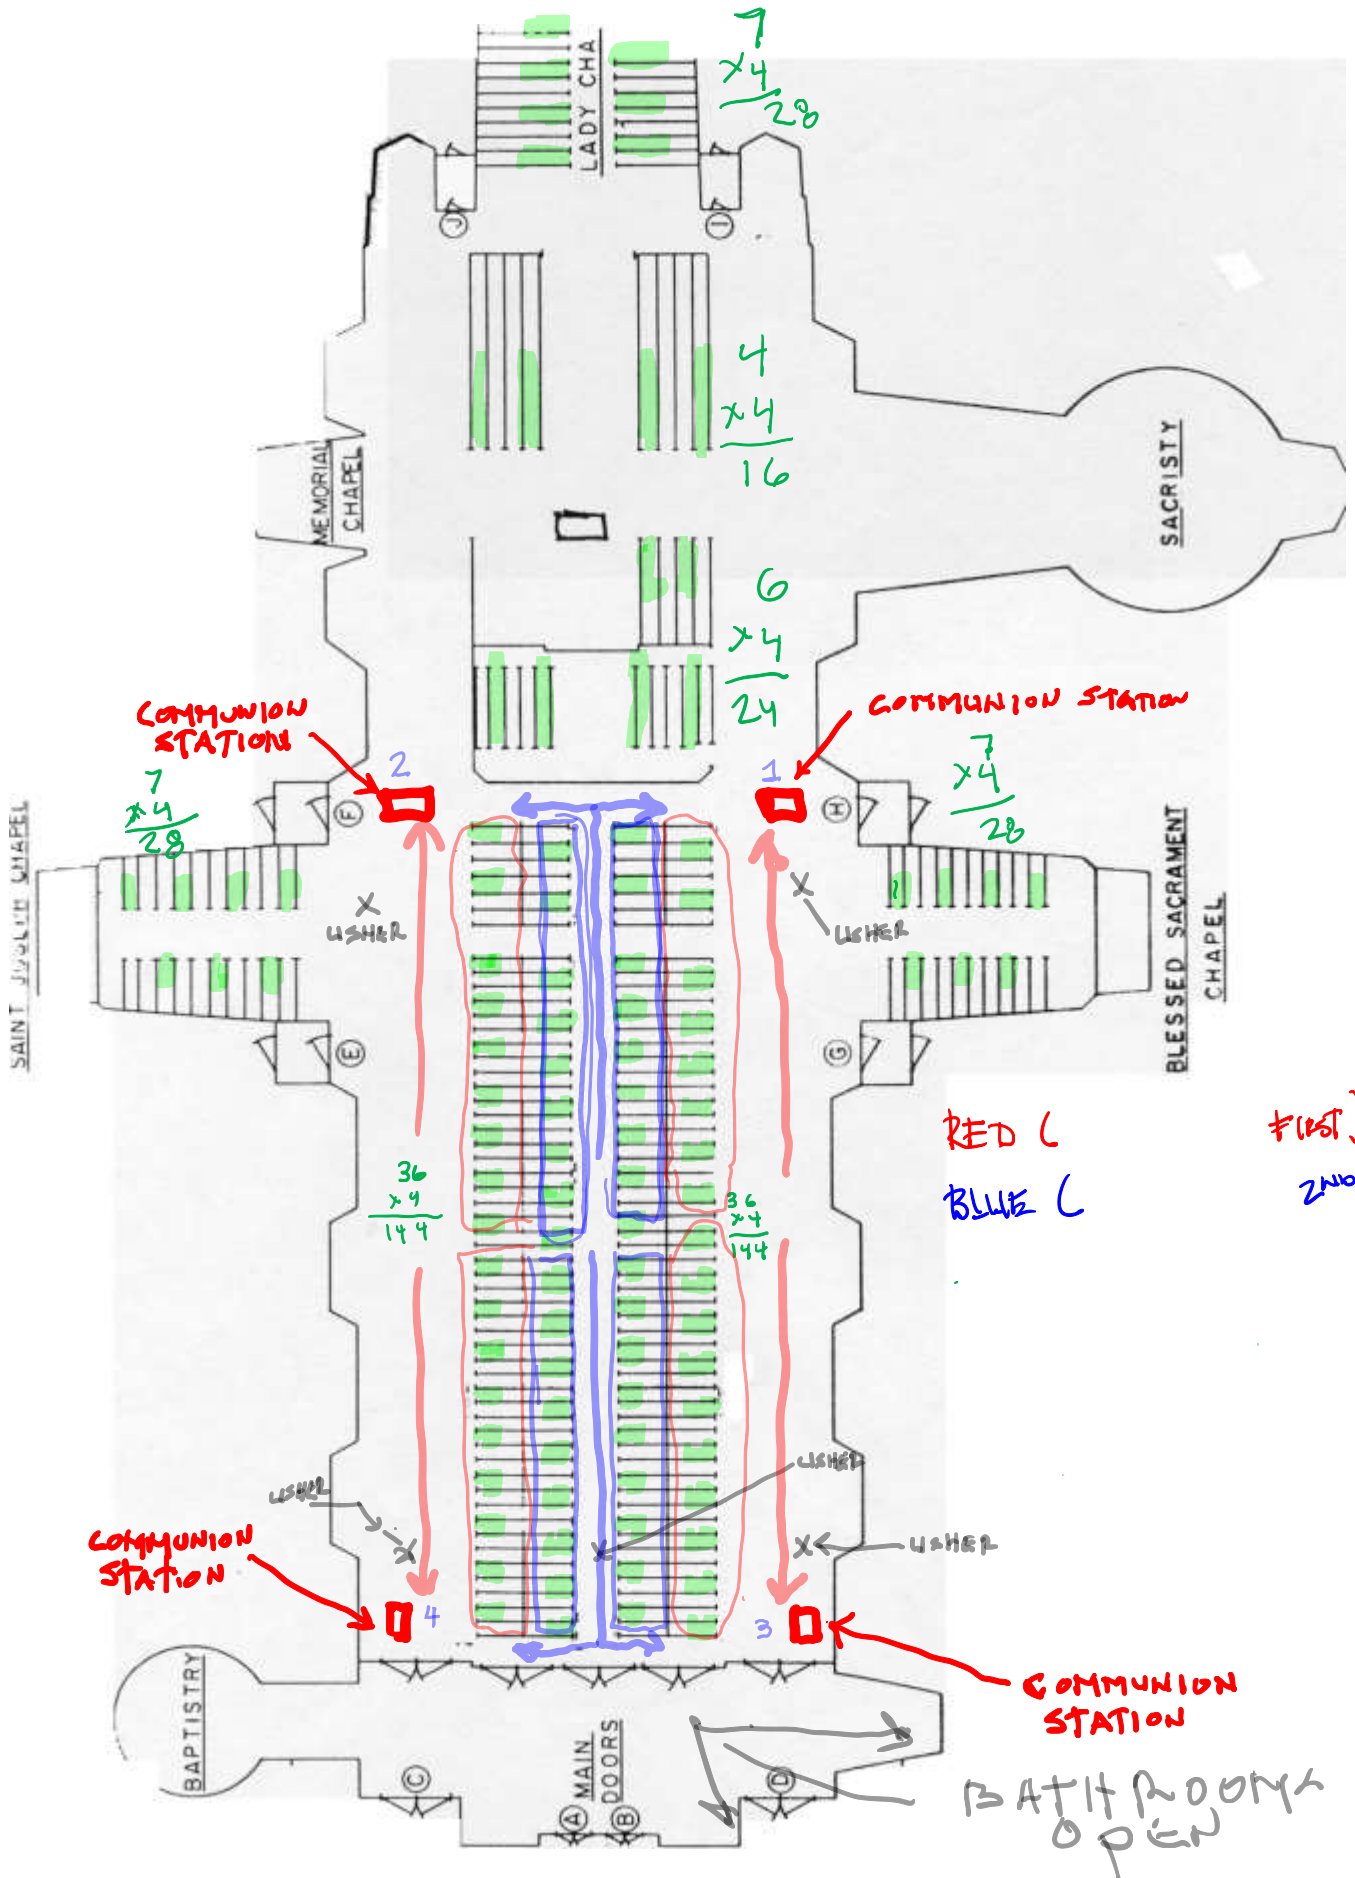 LADY CHA
7
x4
28
J
I
4
x4
16
MEMORIAL
CHAPEL
SACRISTY
6
x4
24
COMMUNION
STATION
COMMUNION STATION
2
1
7
x4
28
7
x4
28
F
H
SAINT JOSEPH CHAPEL
BLESSED SACRAMENT
CHAPEL
X
USHER
X
USHER
E
G
RED (
FIRST
BLUE (
2ND
36
x4
144
36
x4
144
USHER
X
USHER
X
X
USHER
COMMUNION
STATION
4
3
COMMUNION
STATION
BAPTISTRY
MAIN
DOORS
C
A
B
D
BATHROOMS
OPEN